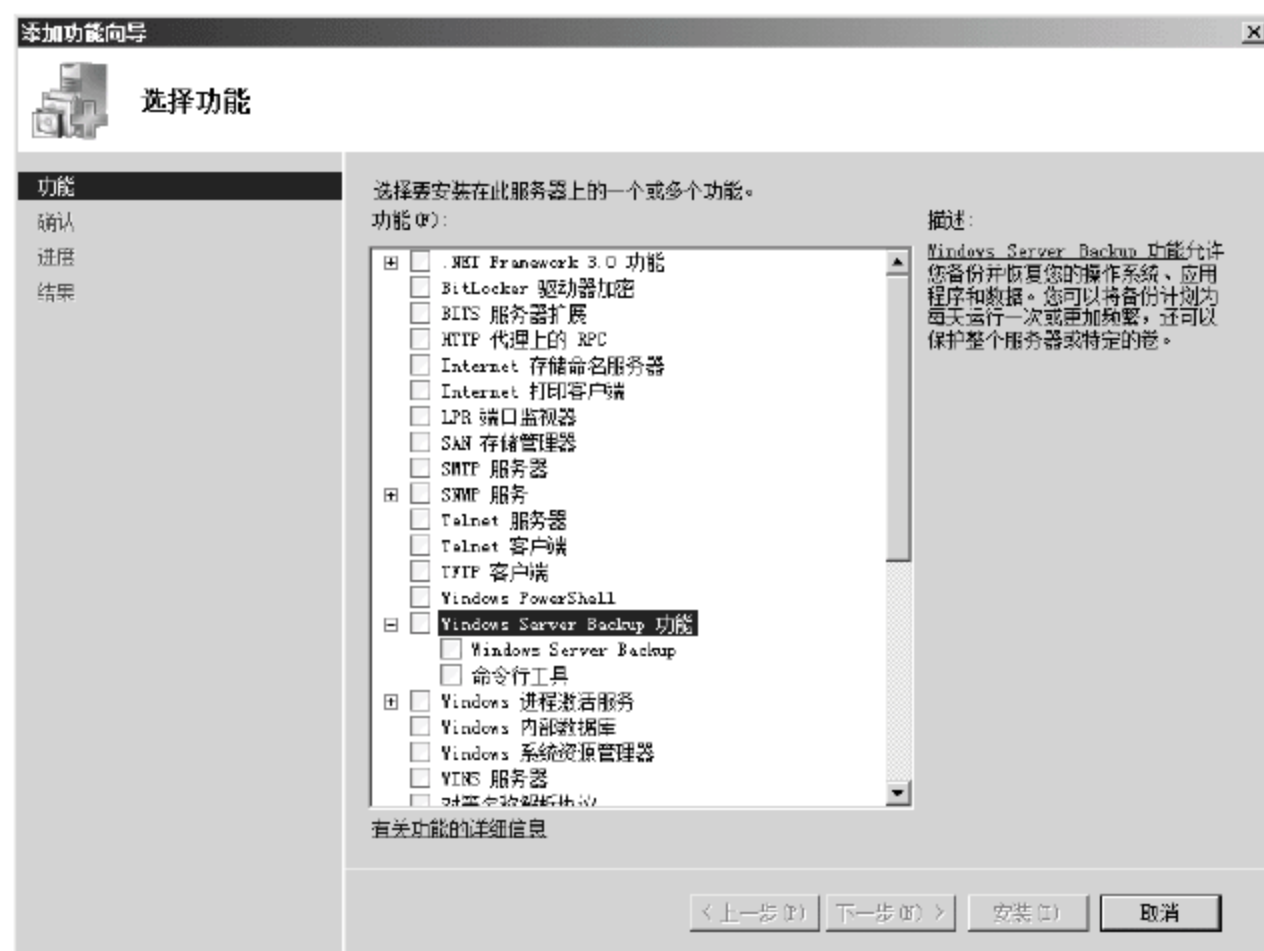 添加功能向导
选择功能
功能
确认
进度
结果
选择要安装在此服务器上的一个或多个功能。
功能(F):
.NET Framework 3.0 功能
BitLocker 驱动器加密
BITS 服务器扩展
HTTP 代理上的 RPC
Internet 存储命名服务器
Internet 打印客户端
LPR 端口监视器
SAN 存储管理器
SMTP 服务器
SNMP 服务
Telnet 服务器
Telnet 客户端
TFTP 客户端
Windows PowerShell
Windows Server Backup 功能
Windows Server Backup
命令行工具
Windows 进程激活服务
Windows 内部数据库
Windows 系统资源管理器
WINS 服务器
对等名称解析协议
有关功能的详细信息
描述:
Windows Server Backup 功能允许
您备份并恢复您的操作系统、应用
程序和数据。您可以将备份计划为
每天运行一次或更加频繁，还可以
保护整个服务器或特定的卷。
< 上一步(P)
下一步(N) >
安装(I)
取消